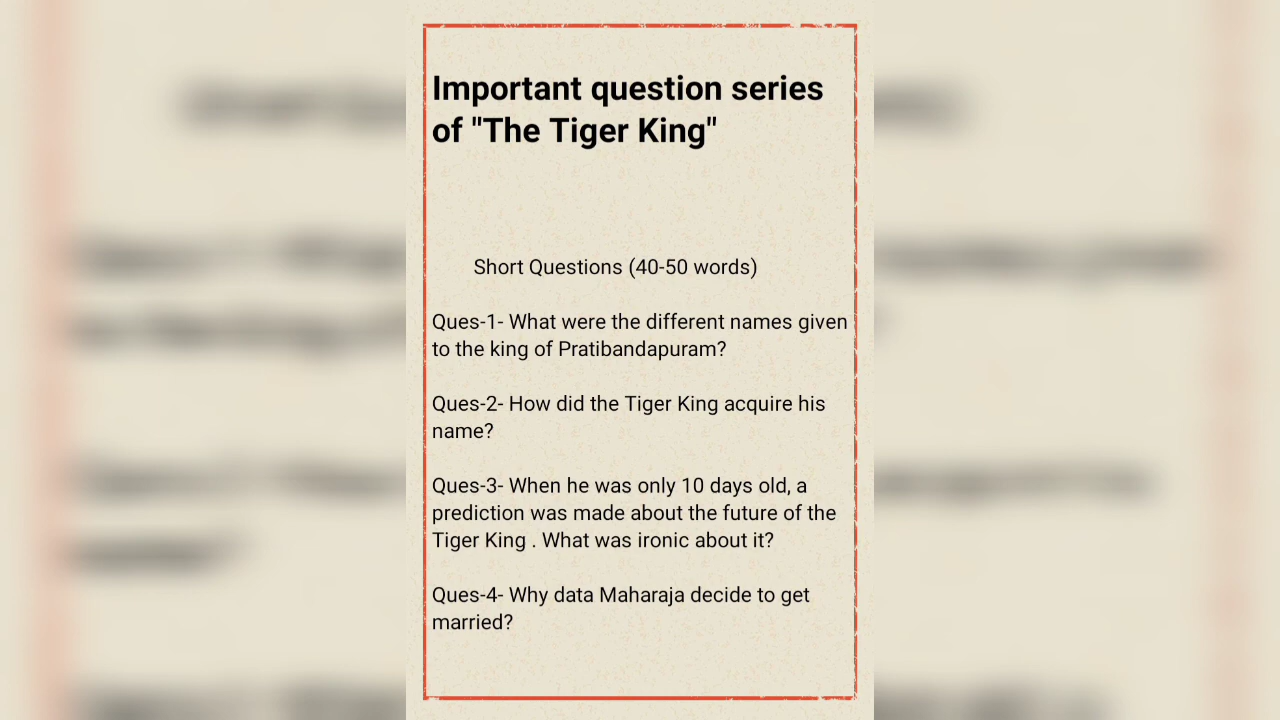 Important question series
of "The Tiger King"
Short Questions (40-50 words)
Ques-1- What were the different names given
to the king of Pratibandapuram?
Ques-2- How did the Tiger King acquire his
name?
Ques-3- When he was only 10 days old, a
prediction was made about the future of the
Tiger King . What was ironic about it?
Ques-4- Why data Maharaja decide to get
married?